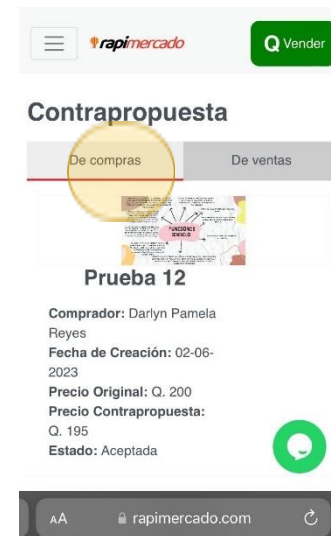 rapimercado
Q Vender
Contrapropuesta
De compras
De ventas
FUNCIONES
Prueba 12
Comprador: Darlyn Pamela
Reyes
Fecha de Creación: 02-06-
2023
Precio Original: Q. 200
Precio Contrapropuesta:
Q. 195
Estado: Aceptada
AA
rapimercado.com